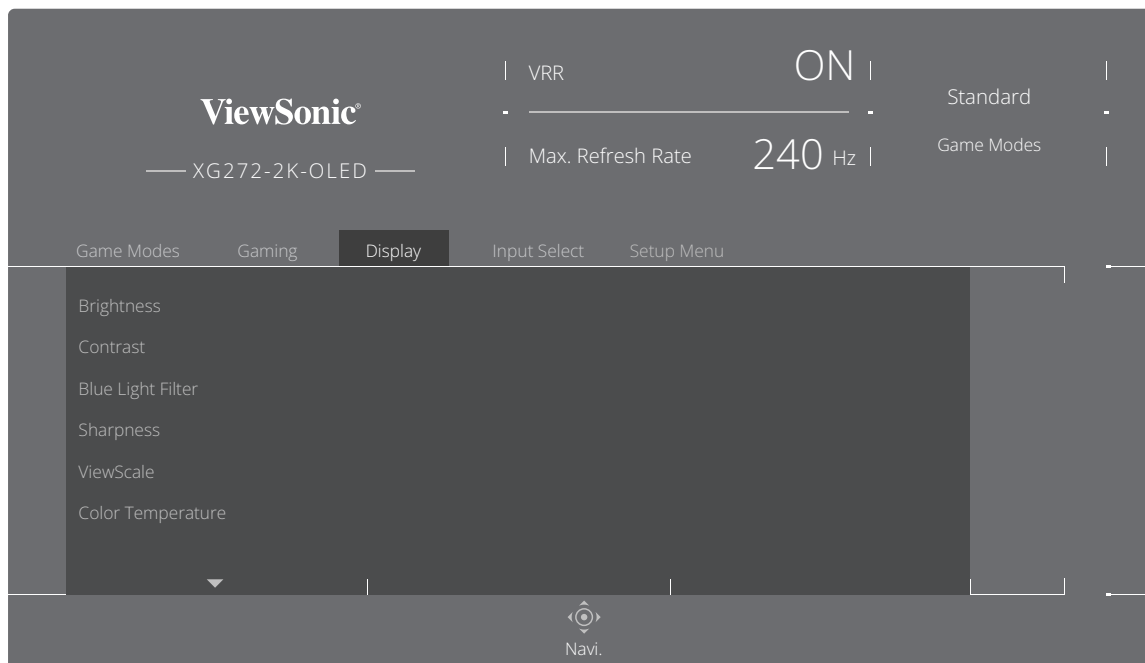 ViewSonic®
XG272-2K-OLED
VRR ON
Max. Refresh Rate 240 Hz
Standard
Game Modes
Game Modes Gaming Display Input Select Setup Menu
Brightness
Contrast
Blue Light Filter
Sharpness
ViewScale
Color Temperature
Navi.